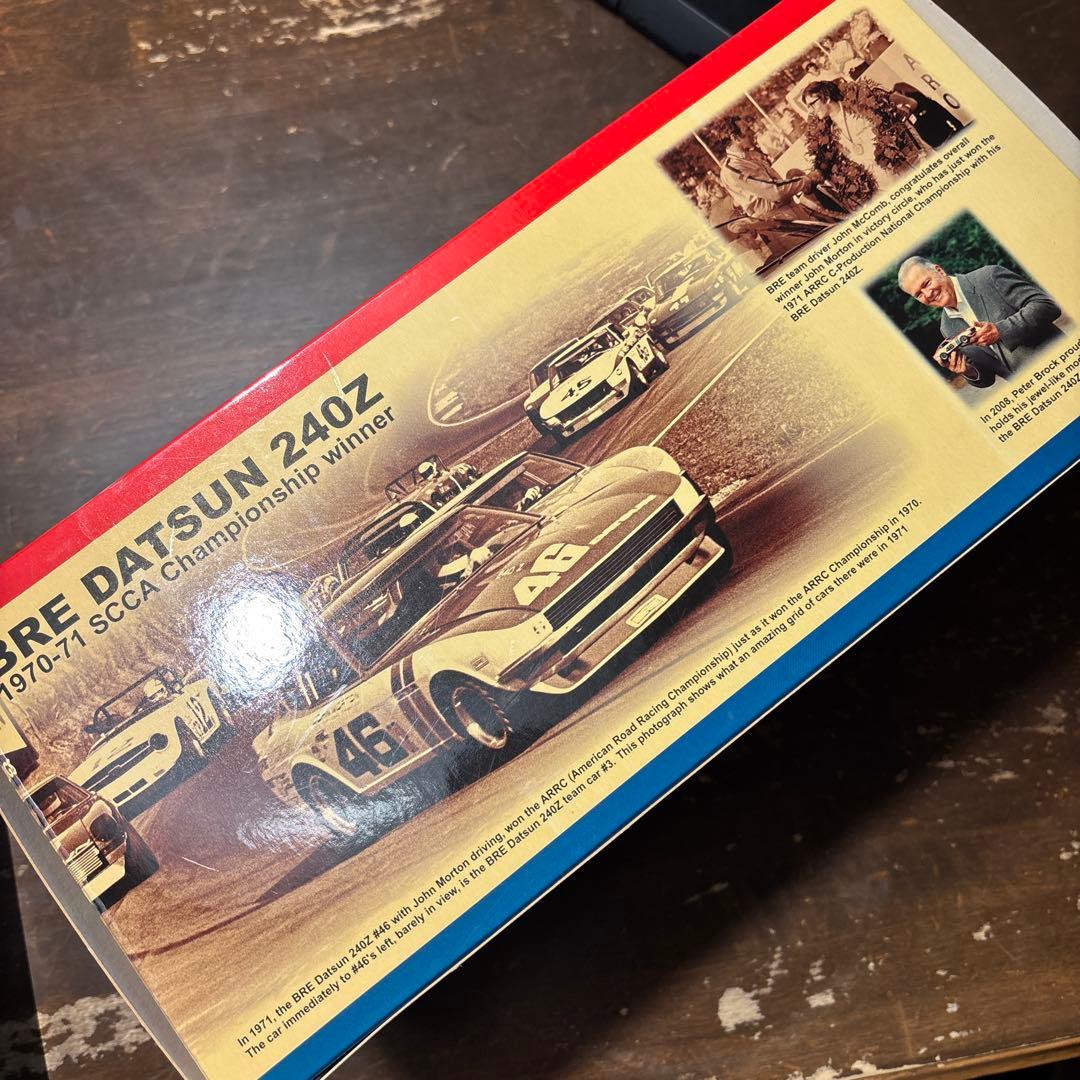 BRE DATSUN 240Z
1970-71 SCCA Championship winner
BRE team driver John McComb, congratulates overall
winner John Morton in victory circle, who has just won the
1971 ARRC C-Production National Championship with his
BRE Datsun 240Z.
In 2008, Peter Brock
holds his jewel-like
the BRE Datsun 240Z
45
46
46
In 1971, the BRE Datsun 240Z #46 with John Morton driving, won the ARRC (American Road Racing Championship) just as it won the ARRC Championship in 1970.
The car immediately to #46's left, barely in view, is the BRE Datsun 240Z team car #3. This photograph shows what an amazing grid of cars there were in 1971